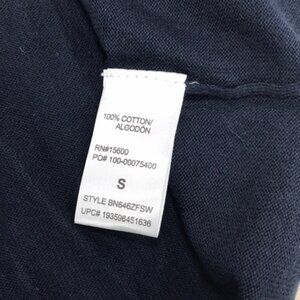 100% COTTON/
ALGODÓN
RN#15600
PO# 100-00075400
S
STYLE BN646ZFSW
UPC# 193596451636